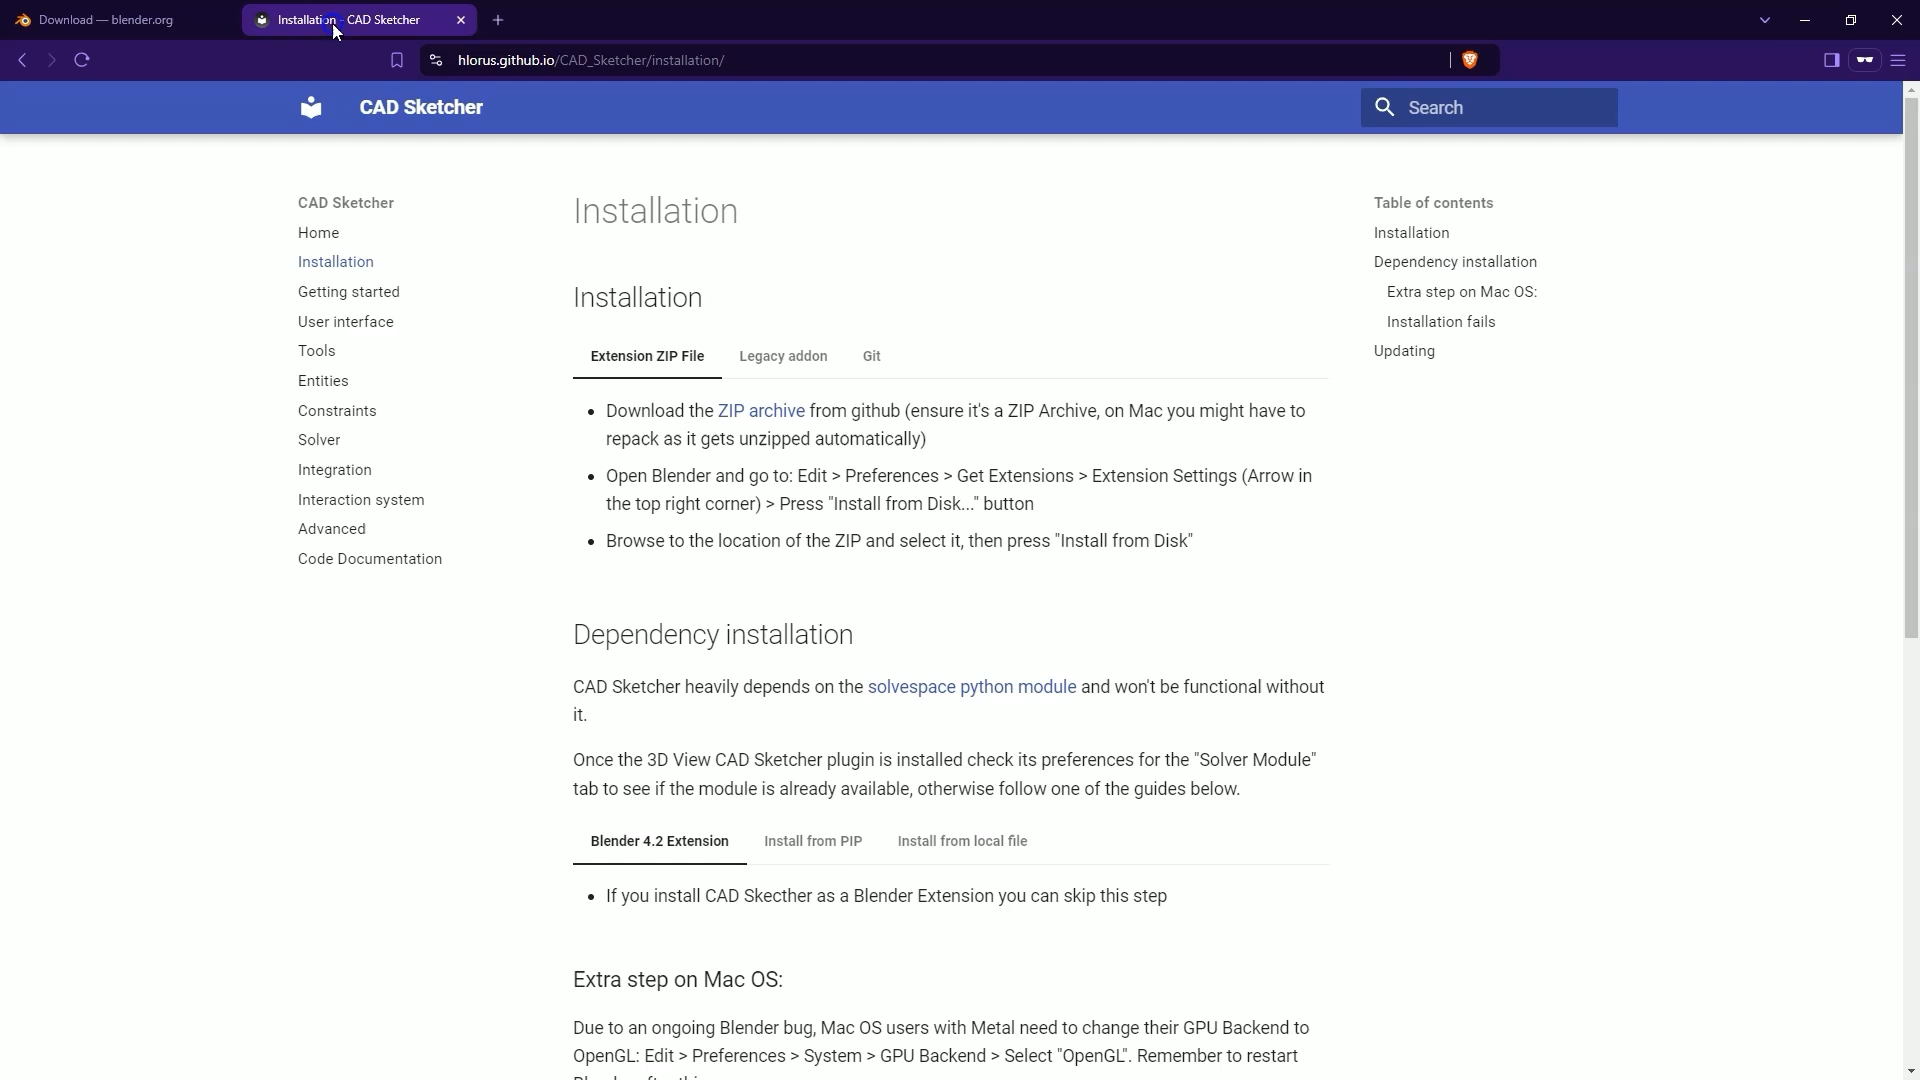 Download — blender.org
Installation - CAD Sketcher
hlorus.github.io/CAD_Sketcher/installation/
CAD Sketcher
Search
CAD Sketcher
Home
Installation
Getting started
User interface
Tools
Entities
Constraints
Solver
Integration
Interaction system
Advanced
Code Documentation
Installation
Installation
Extension ZIP File
Legacy addon
Git
Download the ZIP archive from github (ensure it's a ZIP Archive, on Mac you might have to
repack as it gets unzipped automatically)
Open Blender and go to: Edit > Preferences > Get Extensions > Extension Settings (Arrow in
the top right corner) > Press "Install from Disk..." button
Browse to the location of the ZIP and select it, then press "Install from Disk"
Dependency installation
CAD Sketcher heavily depends on the solvespace python module and won't be functional without
it.
Once the 3D View CAD Sketcher plugin is installed check its preferences for the "Solver Module"
tab to see if the module is already available, otherwise follow one of the guides below.
Blender 4.2 Extension
Install from PIP
Install from local file
If you install CAD Skecther as a Blender Extension you can skip this step
Extra step on Mac OS:
Due to an ongoing Blender bug, Mac OS users with Metal need to change their GPU Backend to
OpenGL: Edit > Preferences > System > GPU Backend > Select "OpenGL". Remember to restart
Table of contents
Installation
Dependency installation
Extra step on Mac OS:
Installation fails
Updating